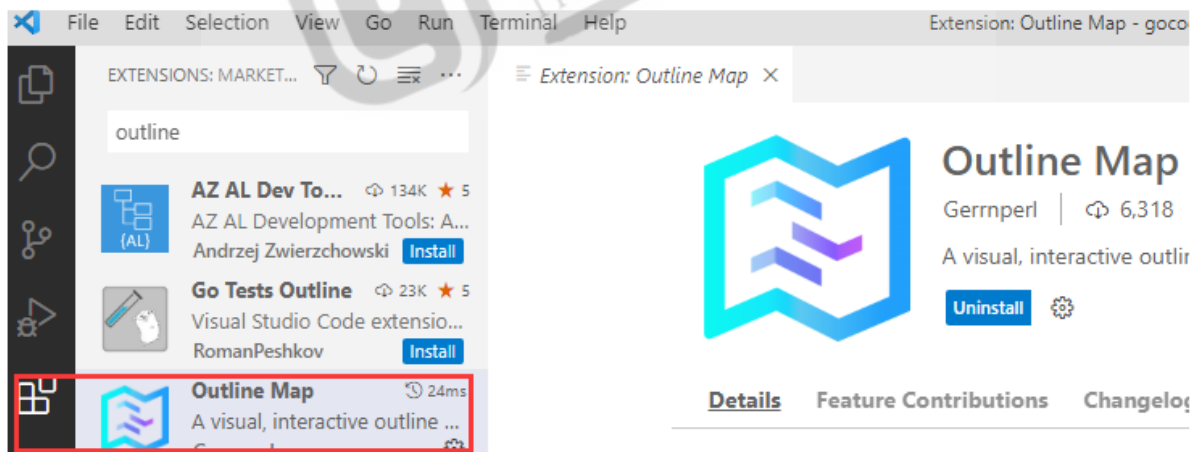 File Edit Selection View Go Run Terminal Help
Extension: Outline Map - goco
EXTENSIONS: MARKET...
Extension: Outline Map
outline
AZ AL Dev To... 134K ★ 5
AZ AL Development Tools: A...
Andrzej Zwierzchowski Install
{AL}
Go Tests Outline 23K ★ 5
Visual Studio Code extensio...
RomanPeshkov Install
Outline Map 24ms
A visual, interactive outline ...
Outline Map
Gerrnperl 6,318
A visual, interactive outlin
Uninstall
Details Feature Contributions Changelog